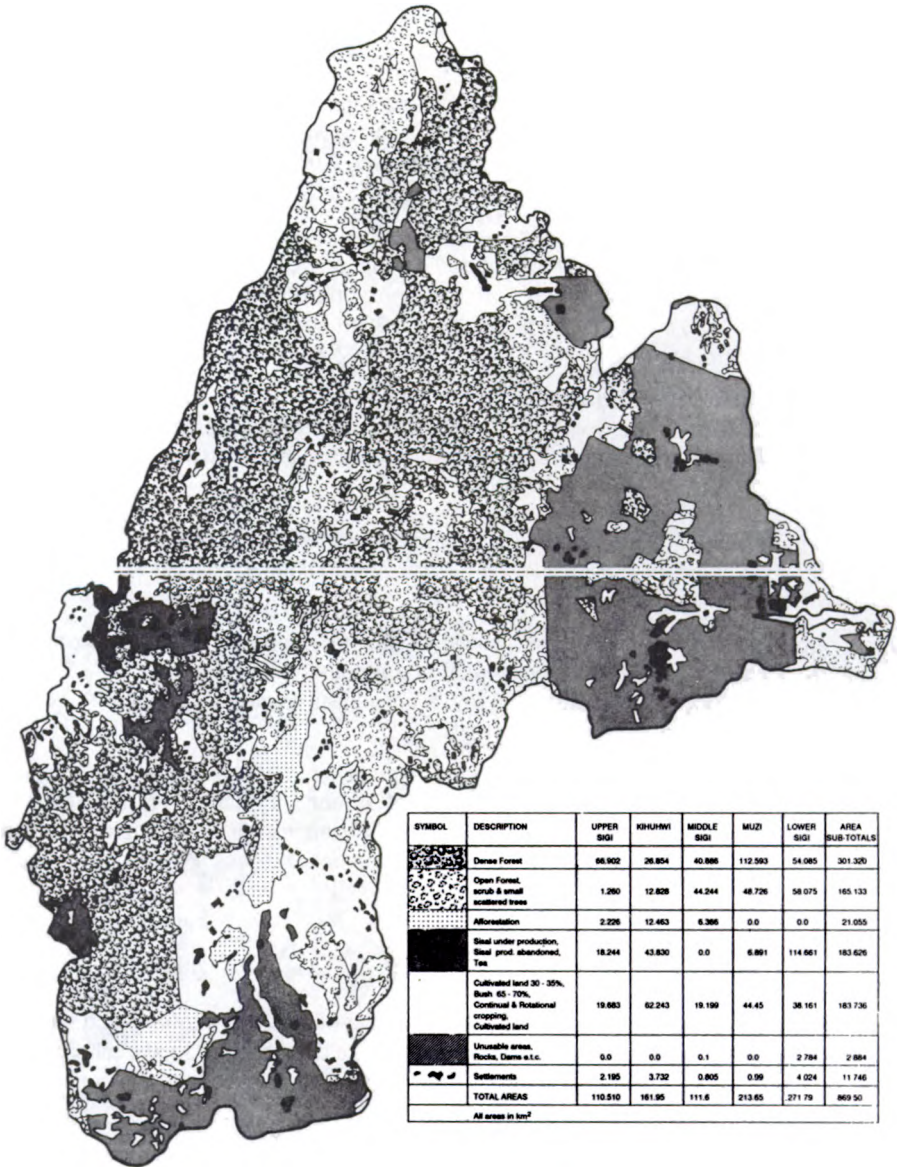 SYMBOL DESCRIPTION UPPER SIGI KIHUHWI MIDDLE SIGI MUZI LOWER SIGI AREA SUB-TOTALS
Dense Forest 66.902 26.854 40.886 112.593 54.085 301.320
Open Forest,
scrub & small
scattered trees 1.260 12.828 44.244 48.726 58 075 165.133
Afforestation 2.226 12.463 6.366 0.0 0.0 21.055
Sisal under production,
Sisal prod. abandoned,
Tea 18.244 43.830 0.0 6.891 114 661 183 626
Cultivated land 30 - 35%,
Bush 65 - 70%,
Continual & Rotational
cropping,
Cultivated land 19.683 62.243 19.199 44.45 38 161 183 736
Unusable areas,
Rocks, Dams e.t.c. 0.0 0.0 0.1 0.0 2 784 2 884
Settlements 2.195 3.732 0.805 0.99 4 024 11 746
TOTAL AREAS 110.510 161.95 111.6 213.65 271 79 869 50
All areas in km²